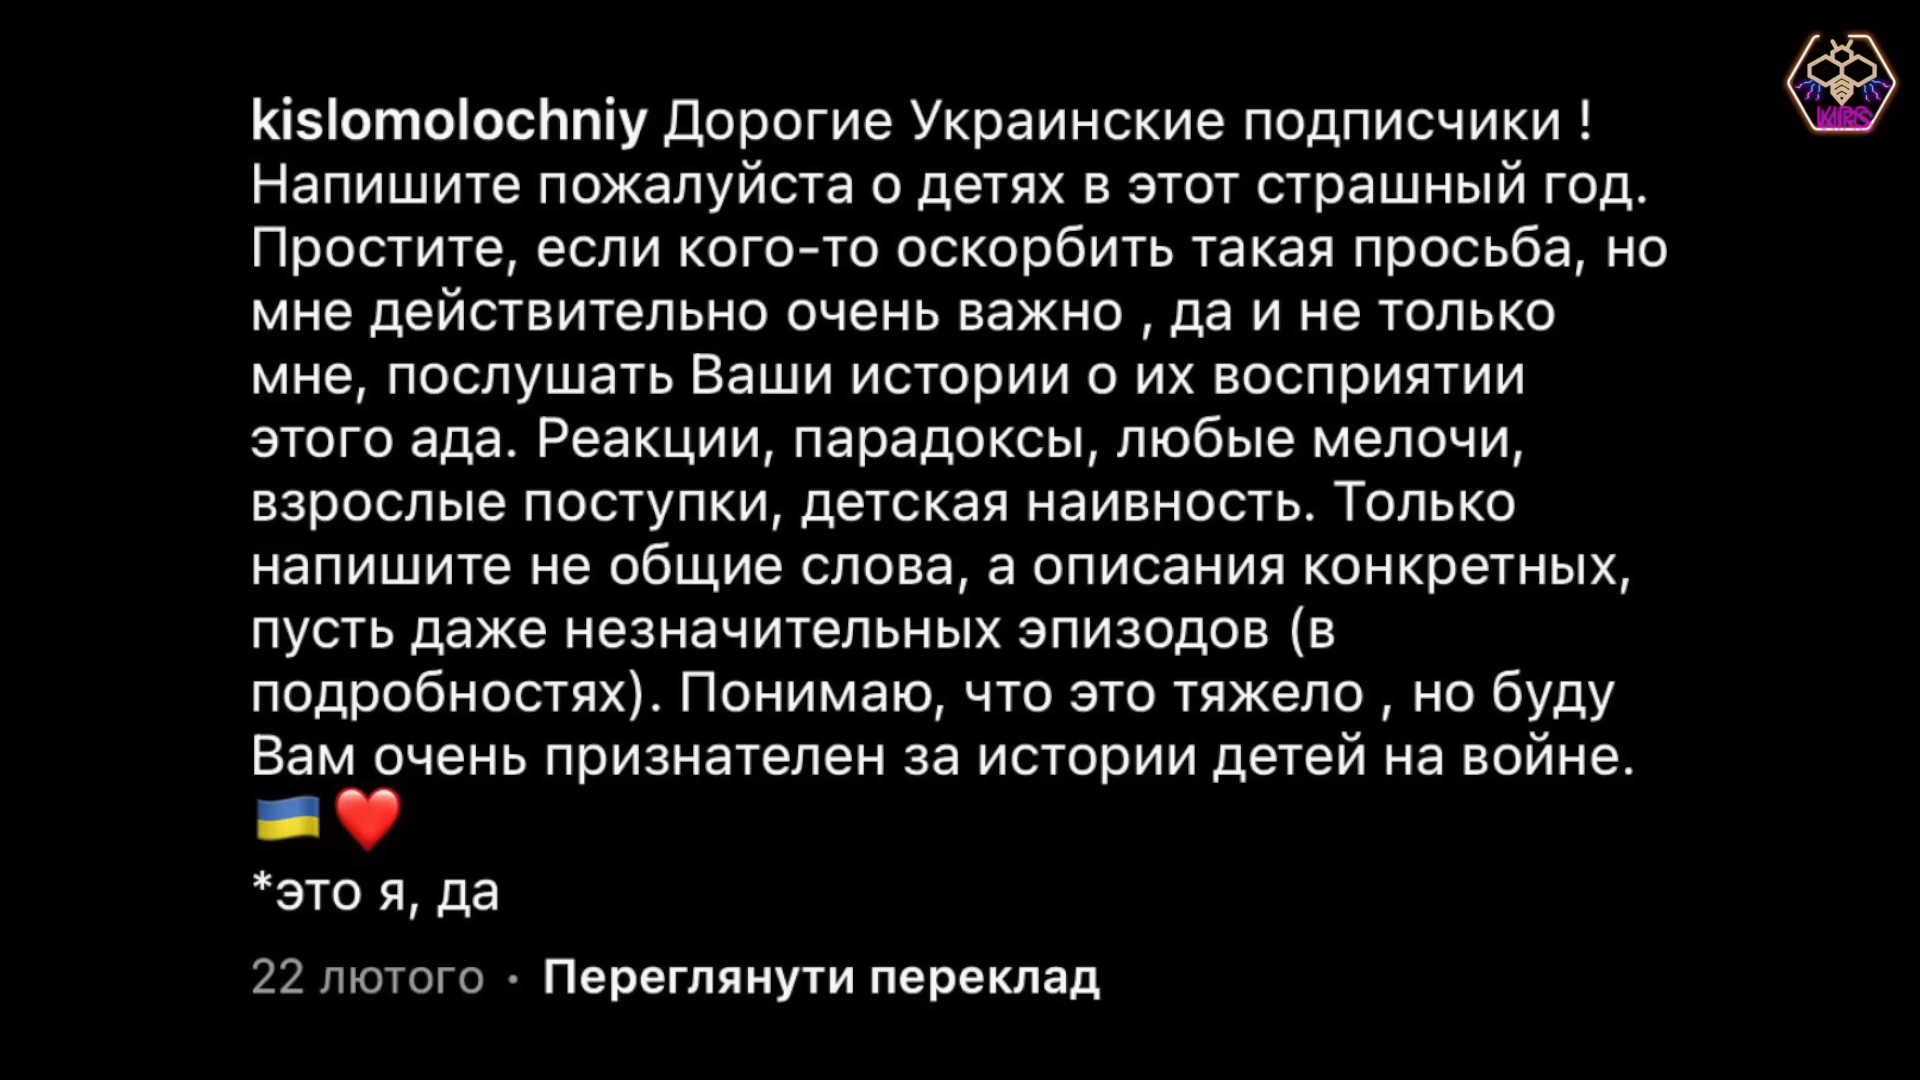 KIRS
kislomolochniy Дорогие Украинские подписчики !
Напишите пожалуйста о детях в этот страшный год.
Простите, если кого-то оскорбить такая просьба, но
мне действительно очень важно , да и не только
мне, послушать Ваши истории о их восприятии
этого ада. Реакции, парадоксы, любые мелочи,
взрослые поступки, детская наивность. Только
напишите не общие слова, а описания конкретных,
пусть даже незначительных эпизодов (в
подробностях). Понимаю, что это тяжело , но буду
Вам очень признателен за истории детей на войне.
🇺🇦❤️
*это я, да
22 лютого · Переглянути переклад